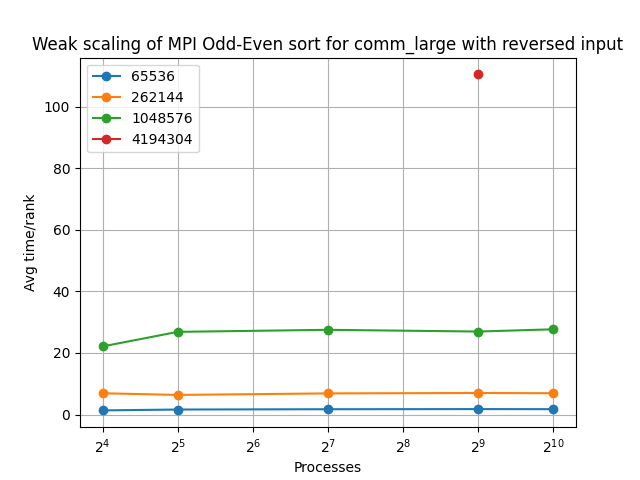 Weak scaling of MPI Odd-Even sort for comm_large with reversed input
65536
262144
1048576
4194304
Avg time/rank
100
80
60
40
20
0
2^4 2^5 2^6 2^7 2^8 2^9 2^10
Processes